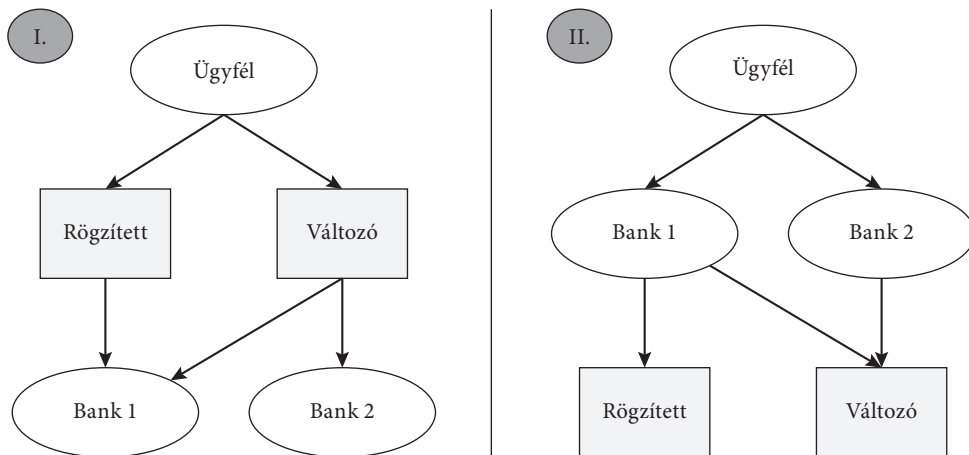 I.
Ügyfél
Rögzített
Változó
Bank 1
Bank 2
II.
Ügyfél
Bank 1
Bank 2
Rögzített
Változó